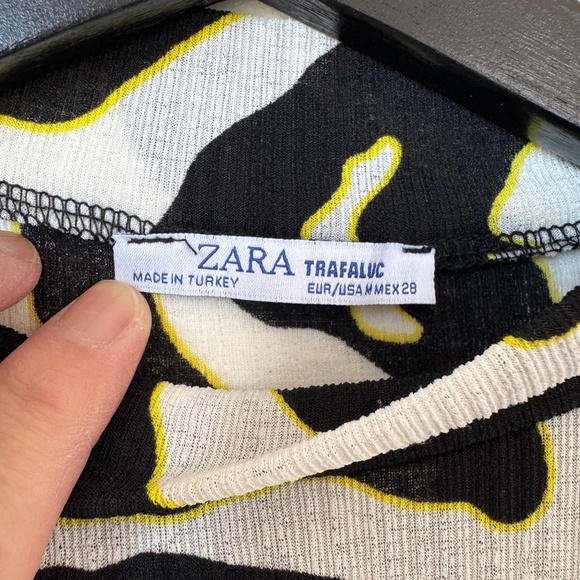 ZARA TRAFALUC
MADE IN TURKEY EUR/USA M MEX 28